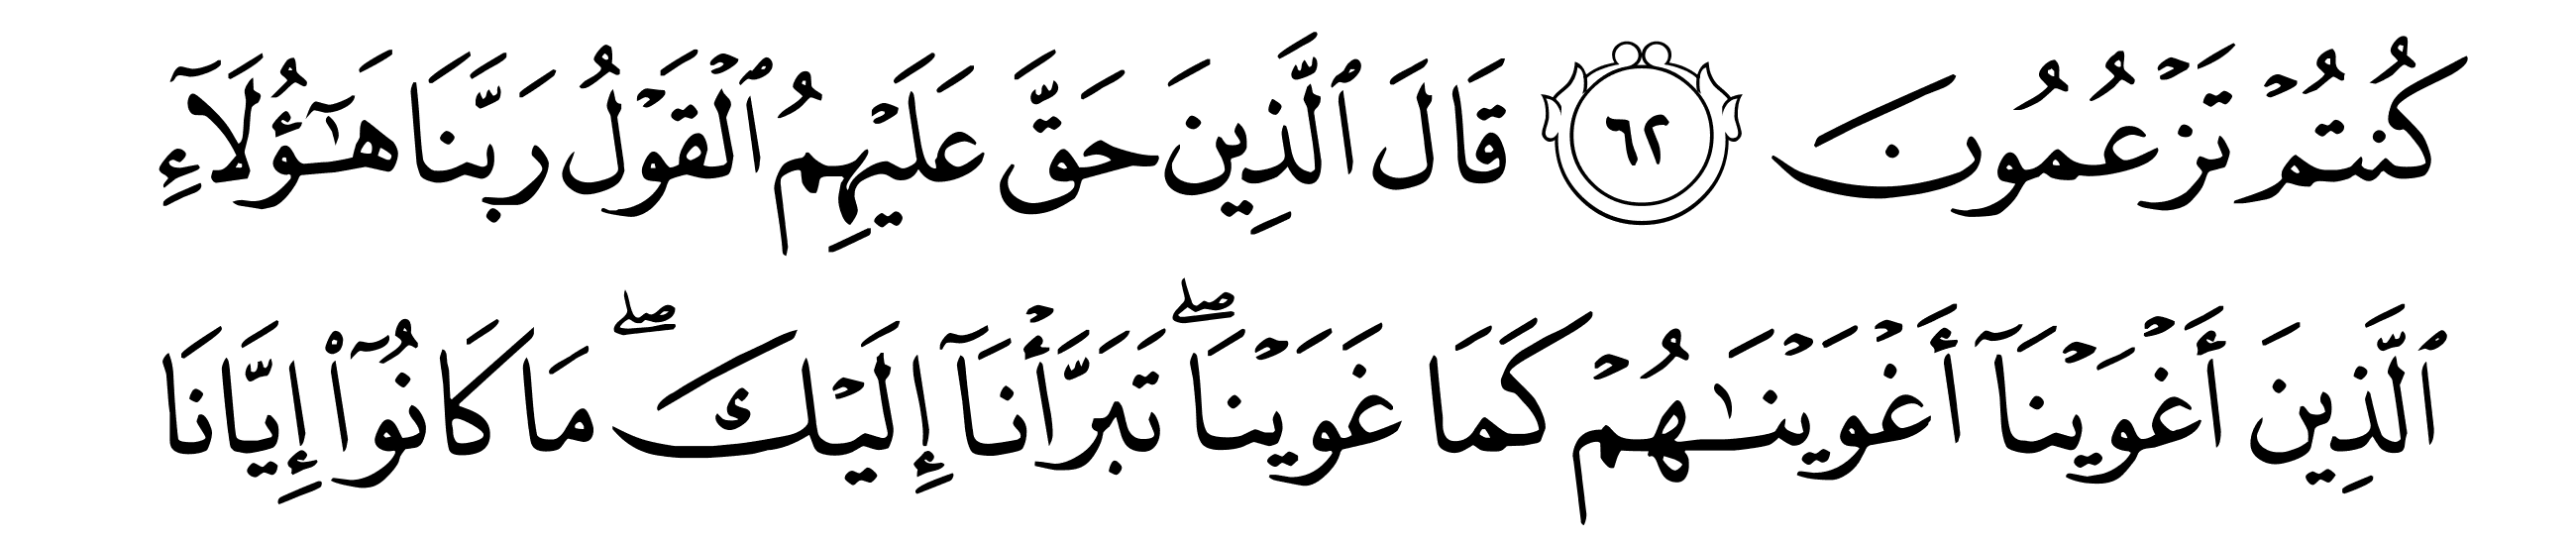 كُنتُمْ تَزْعُمُونَ ٦٢ قَالَ ٱلَّذِينَ حَقَّ عَلَيْهِمُ ٱلْقَوْلُ رَبَّنَا هَـٰٓؤُلَآءِ
ٱلَّذِينَ أَغْوَيْنَآ أَغْوَيْنَـٰهُمْ كَمَا غَوَيْنَا ۖ تَبَرَّأْنَآ إِلَيْكَ ۖ مَا كَانُوٓا۟ إِيَّانَا